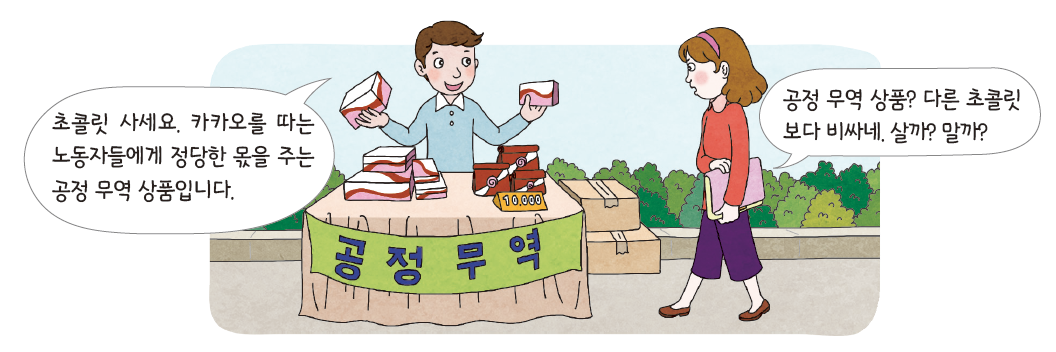 초콜릿 사세요. 카카오를 따는
노동자들에게 정당한 몫을 주는
공정 무역 상품입니다.
공정 무역 상품? 다른 초콜릿
보다 비싸네. 살까? 말까?
10,000
공정 무역